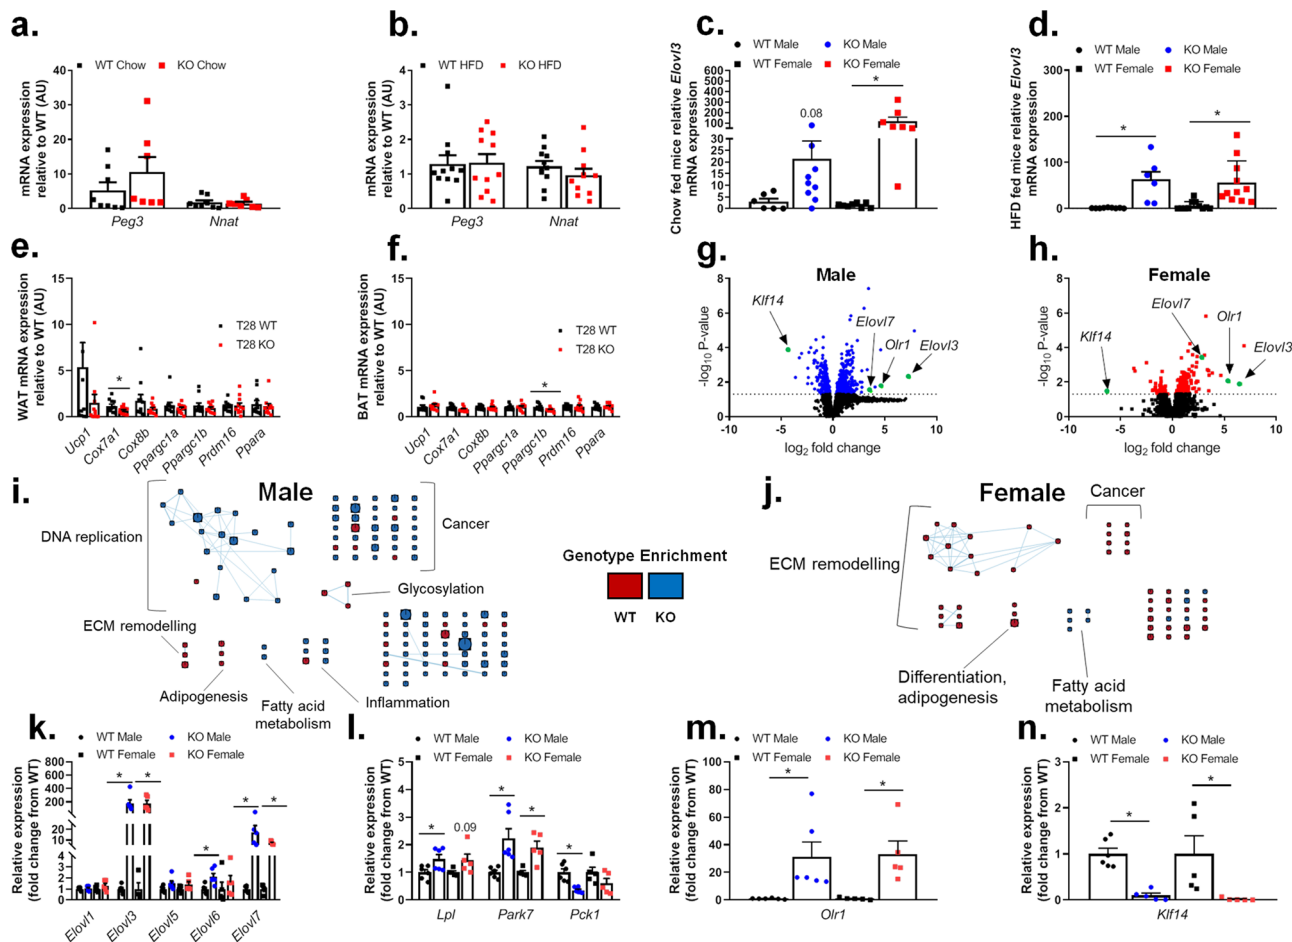 a.
mRNA expression
relative to WT (AU)
WT Chow
KO Chow
40
30
20
10
0
Peg3
Nnat
b.
mRNA expression
relative to WT (AU)
WT HFD
KO HFD
5
4
3
2
1
0
Peg3
Nnat
c.
Chow fed mice relative Elovl3
mRNA expression
WT Male
KO Male
WT Female
KO Female
600
500
400
300
200
100
30
25
20
15
10
5
0
0.08
*
d.
HFD fed mice relative Elovl3
mRNA expression
WT Male
KO Male
WT Female
KO Female
300
200
100
0
*
*
e.
WAT mRNA expression
relative to WT (AU)
15
10
5
0
T28 WT
T28 KO
*
Ucp1
Cox7a1
Cox8b
Ppargc1a
Ppargc1b
Prdm16
Ppara
f.
BAT mRNA expression
relative to WT (AU)
15
10
5
0
T28 WT
T28 KO
*
Ucp1
Cox7a1
Cox8b
Ppargc1a
Ppargc1b
Prdm16
Ppara
g.
Male
-log10 P-value
8
6
4
2
0
Klf14
Elovl7
Olr1
Elovl3
-10
-5
0
5
10
log2 fold change
h.
Female
-log10 P-value
8
6
4
2
0
Klf14
Elovl7
Olr1
Elovl3
-10
-5
0
5
10
log2 fold change
i.
Male
DNA replication
Cancer
Glycosylation
ECM remodelling
Adipogenesis
Fatty acid
metabolism
Inflammation
Genotype Enrichment
WT
KO
j.
Female
Cancer
ECM remodelling
Differentiation,
adipogenesis
Fatty acid
metabolism
k.
Relative expression
(fold change from WT)
WT Male
KO Male
WT Female
KO Female
800
600
400
200
20
10
4
3
2
1
0
*
*
*
*
*
Elovl1
Elovl3
Elovl5
Elovl6
Elovl7
l.
Relative expression
(fold change from WT)
WT Male
KO Male
WT Female
KO Female
5
4
3
2
1
0
*
0.09
*
*
*
Lpl
Park7
Pck1
m.
Relative expression
(fold change from WT)
WT Male
KO Male
WT Female
KO Female
100
80
60
40
20
0
*
*
Olr1
n.
Relative expression
(fold change from WT)
WT Male
KO Male
WT Female
KO Female
3
2
1
0
*
*
Klf14